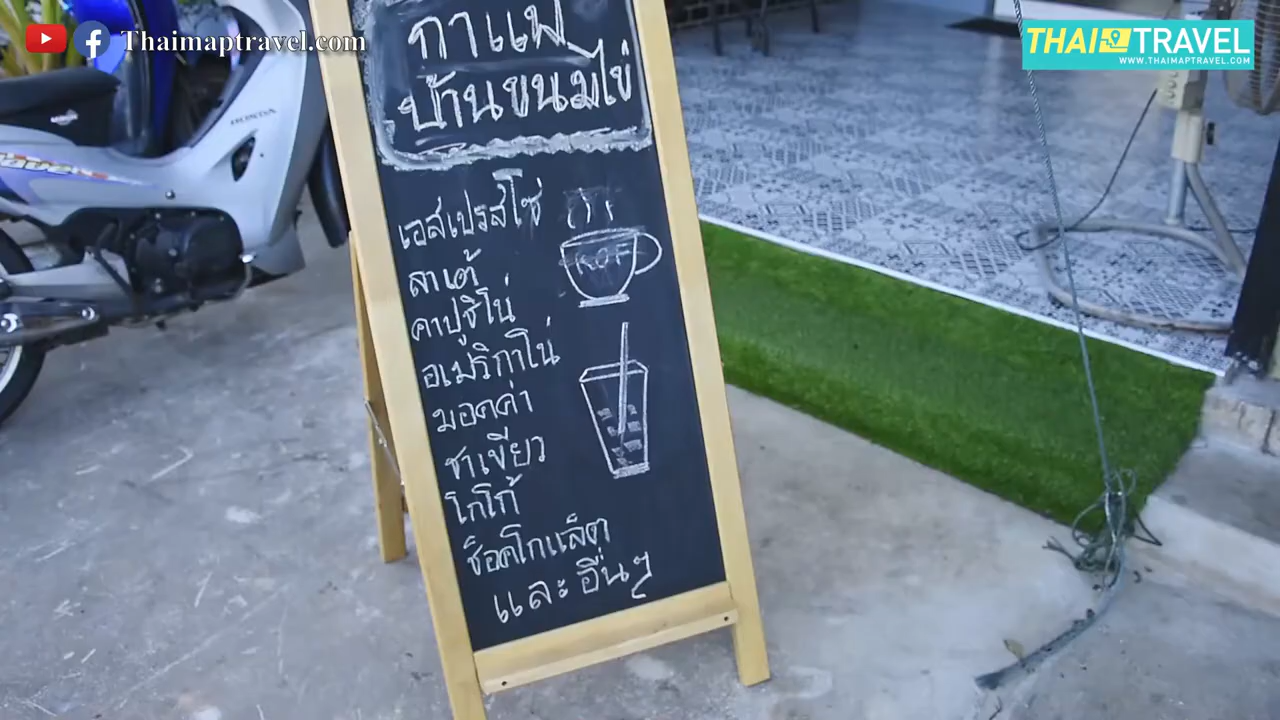 Thaimaptravel.com
THAI TRAVEL
WWW.THAIMAPTRAVEL.COM
HONDA
กาแฟ
บ้านขนมไข่
เอสเปรสโซ่
ลาเต้
คาปูชิโน่
อเมริกาโน่
มอคค่า
ชาเขียว
โกโก้
ช็อคโกแล็ต
และอื่นๆ